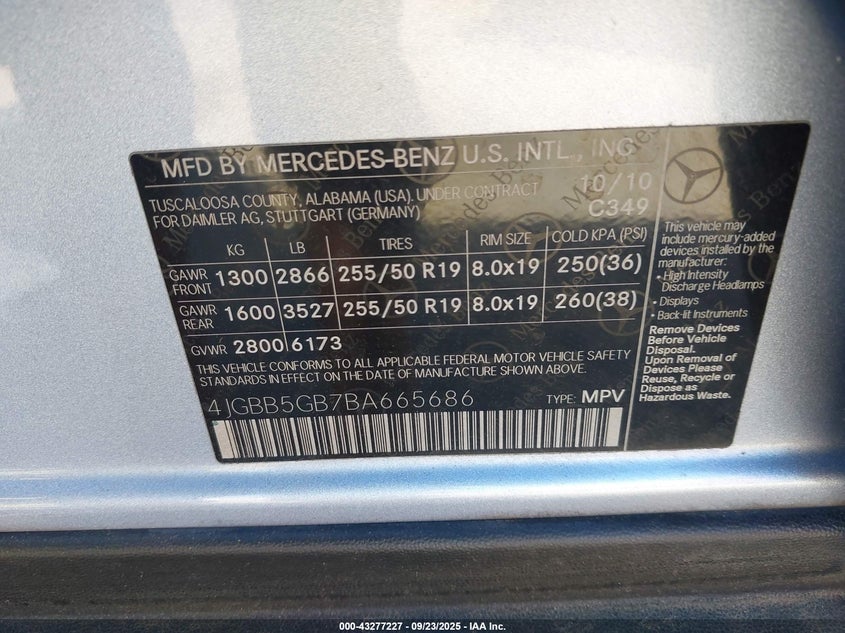 MFD BY MERCEDES-BENZ U.S. INTL., INC.
TUSCALOOSA COUNTY, ALABAMA (USA). UNDER CONTRACT 10/10
FOR DAIMLER AG, STUTTGART (GERMANY) C349
KG LB TIRES RIM SIZE COLD KPA (PSI)
GAWR FRONT 1300 2866 255/50 R19 8.0x19 250(36)
GAWR REAR 1600 3527 255/50 R19 8.0x19 260(38)
GVWR 2800 6173
THIS VEHICLE CONFORMS TO ALL APPLICABLE FEDERAL MOTOR VEHICLE SAFETY
STANDARDS IN EFFECT ON THE DATE OF MANUFACTURE SHOWN ABOVE.
4JGBB5GB7BA665686 TYPE: MPV
This vehicle may
include mercury-added
devices installed by the
manufacturer:
• High Intensity
Discharge Headlamps
• Displays
• Back-lit Instruments
Remove Devices
Before Vehicle
Disposal.
Upon Removal of
Devices Please
Reuse, Recycle or
Dispose as
Hazardous Waste.
000-43277227 - 09/23/2025 - IAA Inc.